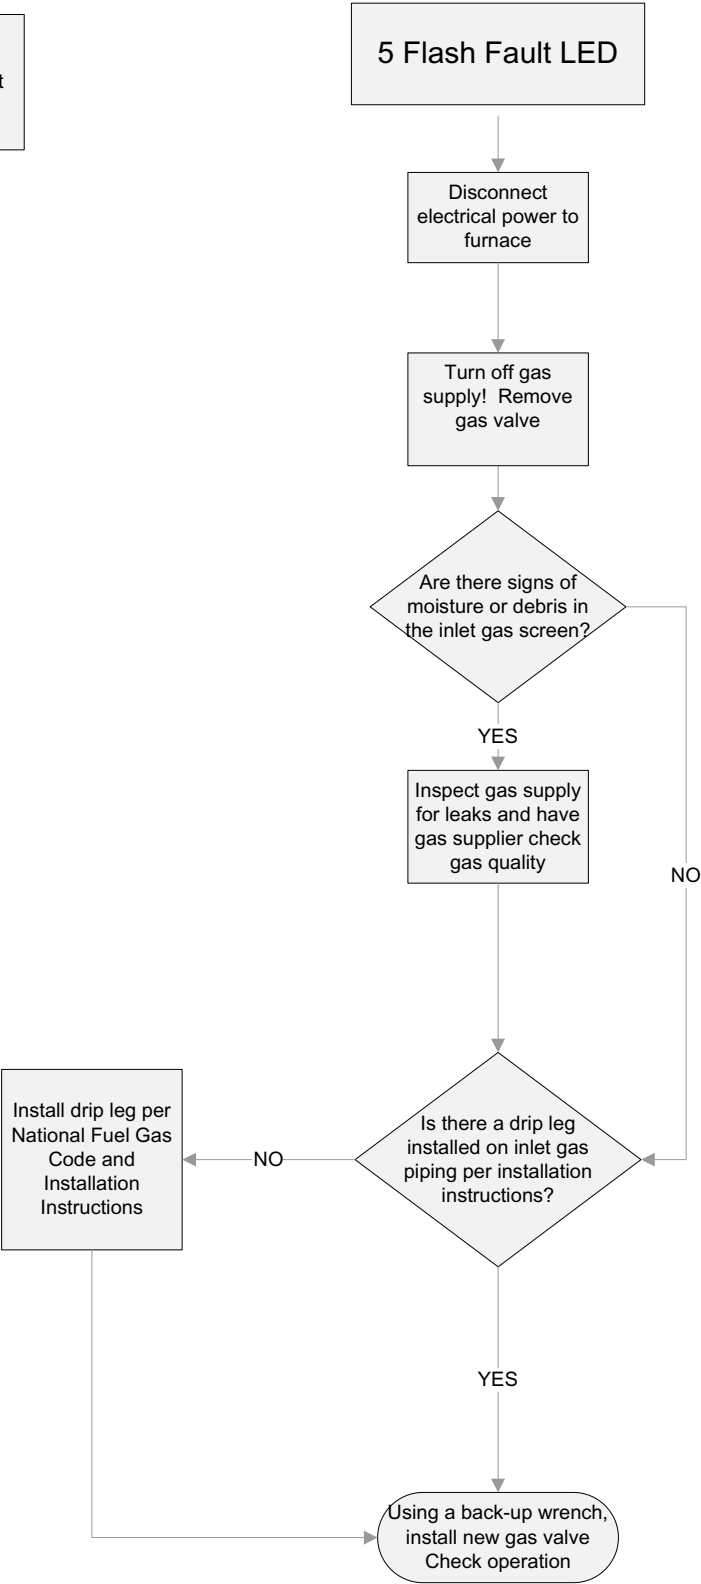 t
5 Flash Fault LED
Disconnect
electrical power to
furnace
Turn off gas
supply!  Remove
gas valve
Are there signs of
moisture or debris in
the inlet gas screen?
YES
Inspect gas supply
for leaks and have
gas supplier check
gas quality
NO
Is there a drip leg
installed on inlet gas
piping per installation
instructions?
NO
Install drip leg per
National Fuel Gas
Code and
Installation
Instructions
YES
Using a back-up wrench,
install new gas valve
Check operation